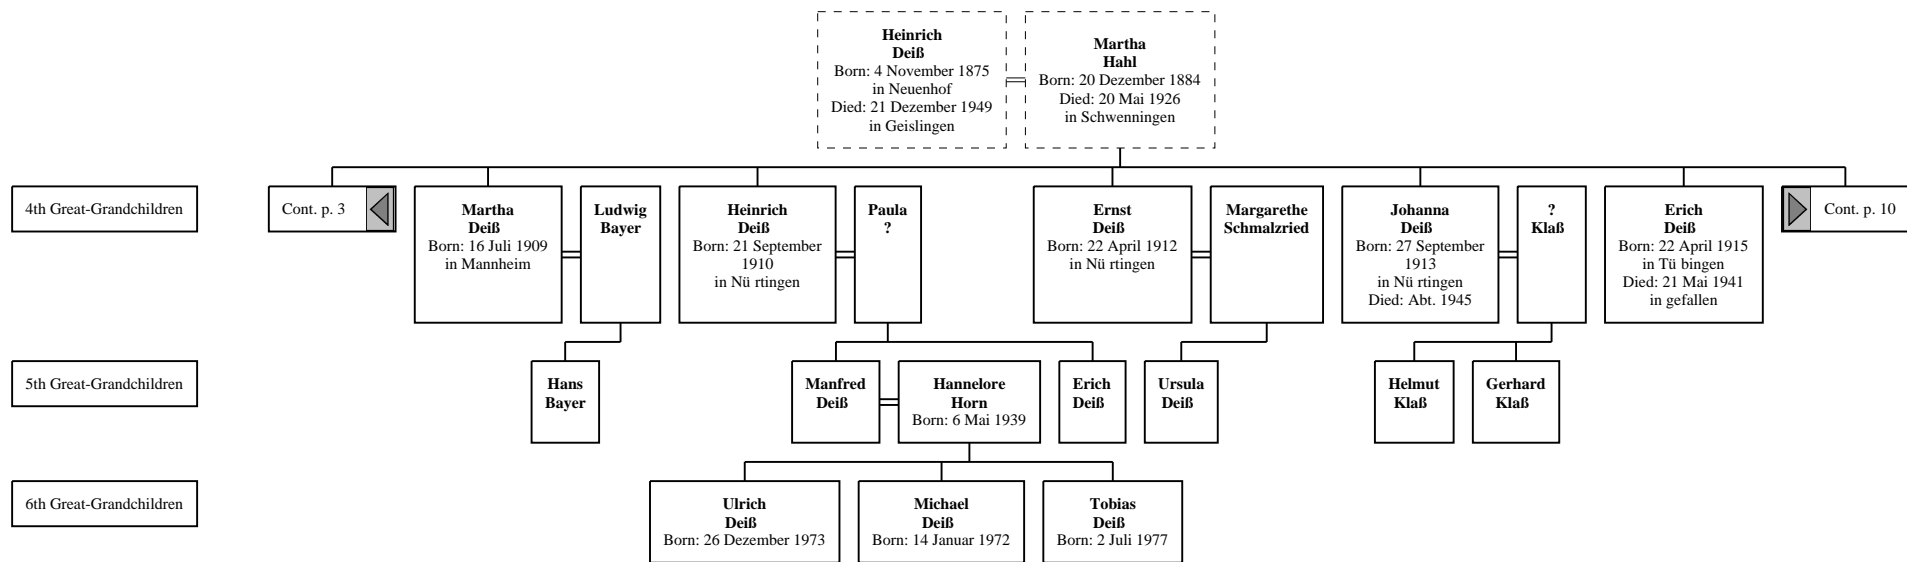 Heinrich
Deiß
Born: 4 November 1875
in Neuenhof
Died: 21 Dezember 1949
in Geislingen
Martha
Hahl
Born: 20 Dezember 1884
Died: 20 Mai 1926
in Schwenningen
4th Great-Grandchildren
Cont. p. 3
Martha
Deiß
Born: 16 Juli 1909
in Mannheim
Ludwig
Bayer
Heinrich
Deiß
Born: 21 September
1910
in Nü rtingen
Paula
?
Ernst
Deiß
Born: 22 April 1912
in Nü rtingen
Margarethe
Schmalzried
Johanna
Deiß
Born: 27 September
1913
in Nü rtingen
Died: Abt. 1945
?
Klaß
Erich
Deiß
Born: 22 April 1915
in Tü bingen
Died: 21 Mai 1941
in gefallen
Cont. p. 10
5th Great-Grandchildren
Hans
Bayer
Manfred
Deiß
Hannelore
Horn
Born: 6 Mai 1939
Erich
Deiß
Ursula
Deiß
Helmut
Klaß
Gerhard
Klaß
6th Great-Grandchildren
Ulrich
Deiß
Born: 26 Dezember 1973
Michael
Deiß
Born: 14 Januar 1972
Tobias
Deiß
Born: 2 Juli 1977